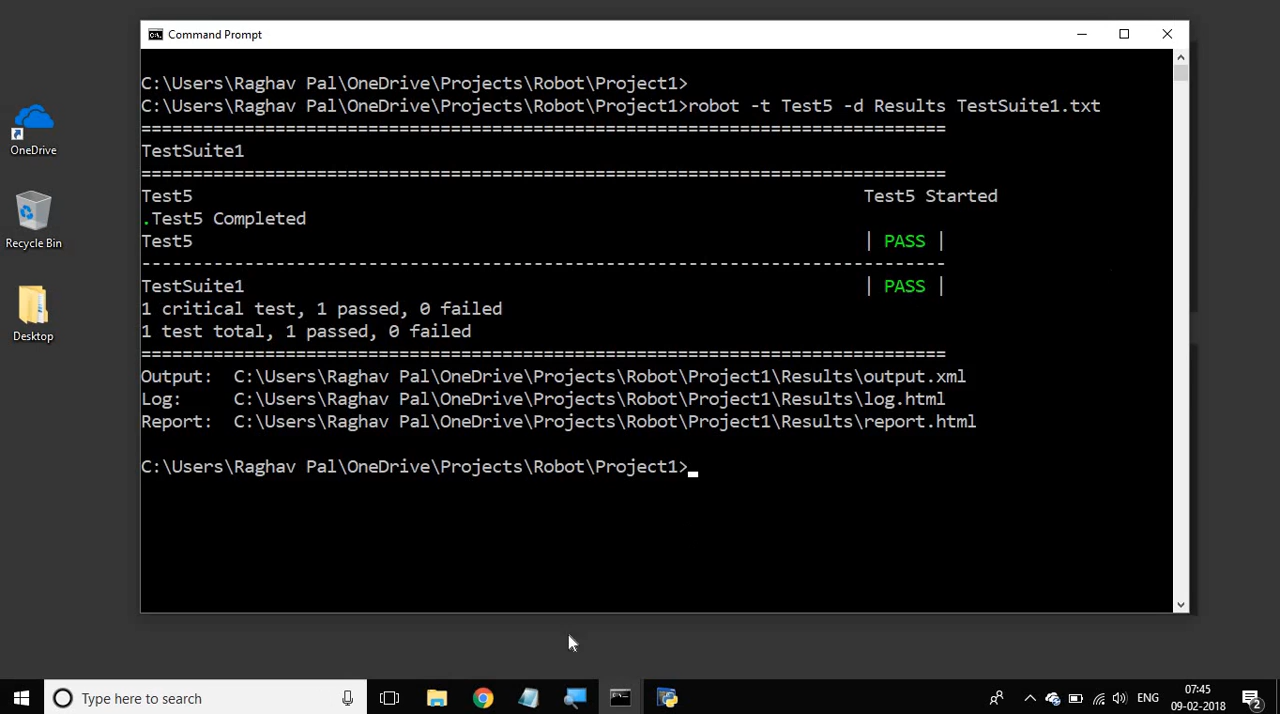 Command Prompt
C:\Users\Raghav Pal\OneDrive\Projects\Robot\Project1>
C:\Users\Raghav Pal\OneDrive\Projects\Robot\Project1>robot -t Test5 -d Results TestSuite1.txt
==============================================================================
TestSuite1
==============================================================================
Test5 Test5 Started
.Test5 Completed
Test5 | PASS |
------------------------------------------------------------------------------
TestSuite1 | PASS |
1 critical test, 1 passed, 0 failed
1 test total, 1 passed, 0 failed
==============================================================================
Output: C:\Users\Raghav Pal\OneDrive\Projects\Robot\Project1\Results\output.xml
Log: C:\Users\Raghav Pal\OneDrive\Projects\Robot\Project1\Results\log.html
Report: C:\Users\Raghav Pal\OneDrive\Projects\Robot\Project1\Results\report.html
C:\Users\Raghav Pal\OneDrive\Projects\Robot\Project1>
OneDrive
Recycle Bin
Desktop
Type here to search
ENG
07:45
09-02-2018
2